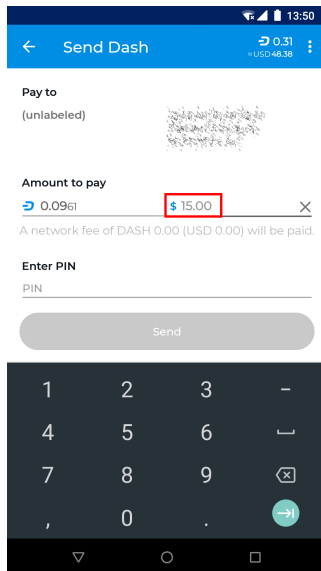 13:50
Send Dash
0.31
≈USD 48.38
Pay to
(unlabeled)
Amount to pay
0.0961 $ 15.00
A network fee of DASH 0.00 (USD 0.00) will be paid.
Enter PIN
PIN
Send
1 2 3 -
4 5 6
7 8 9
, 0 .